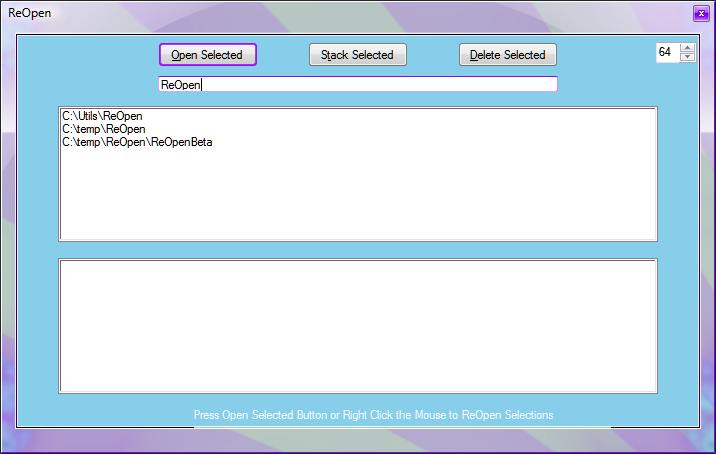 ReOpen
Open Selected
Stack Selected
Delete Selected
64
ReOpen
C:\Utils\ReOpen
C:\temp\ReOpen
C:\temp\ReOpen\ReOpenBeta
Press Open Selected Button or Right Click the Mouse to ReOpen Selections